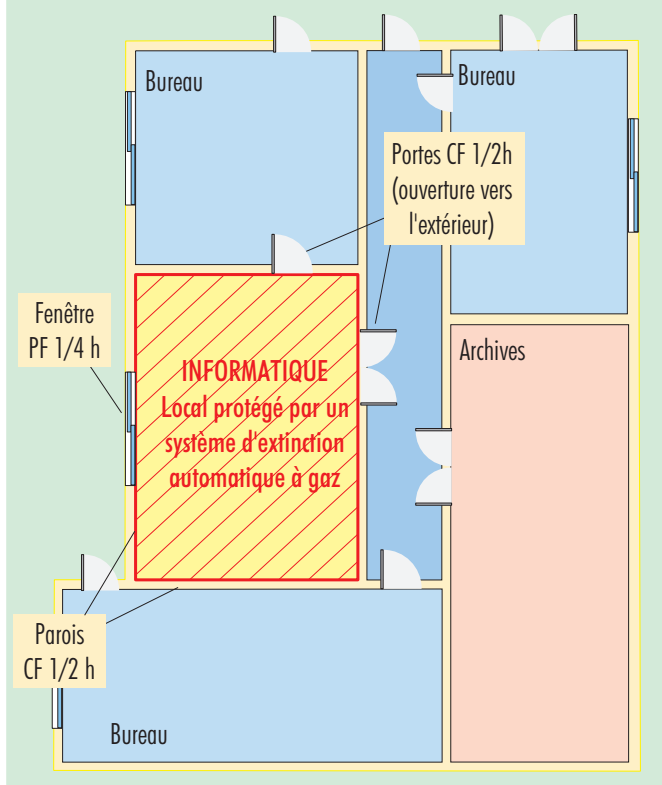 Bureau
Bureau
Portes CF 1/2h
(ouverture vers
l'extérieur)
Fenêtre
PF 1/4 h
INFORMATIQUE
Local protégé par un
système d'extinction
automatique à gaz
Archives
Parois
CF 1/2 h
Bureau